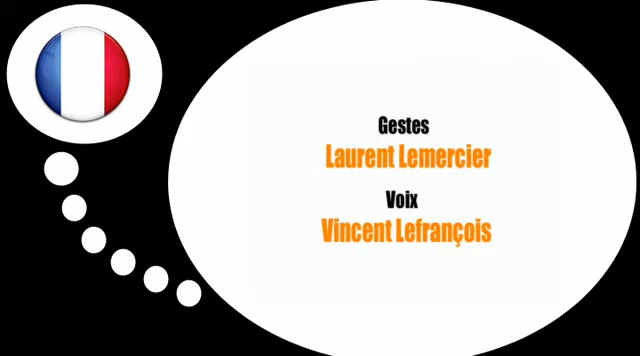 Gestes
Laurent Lemercier
Voix
Vincent Lefrançois